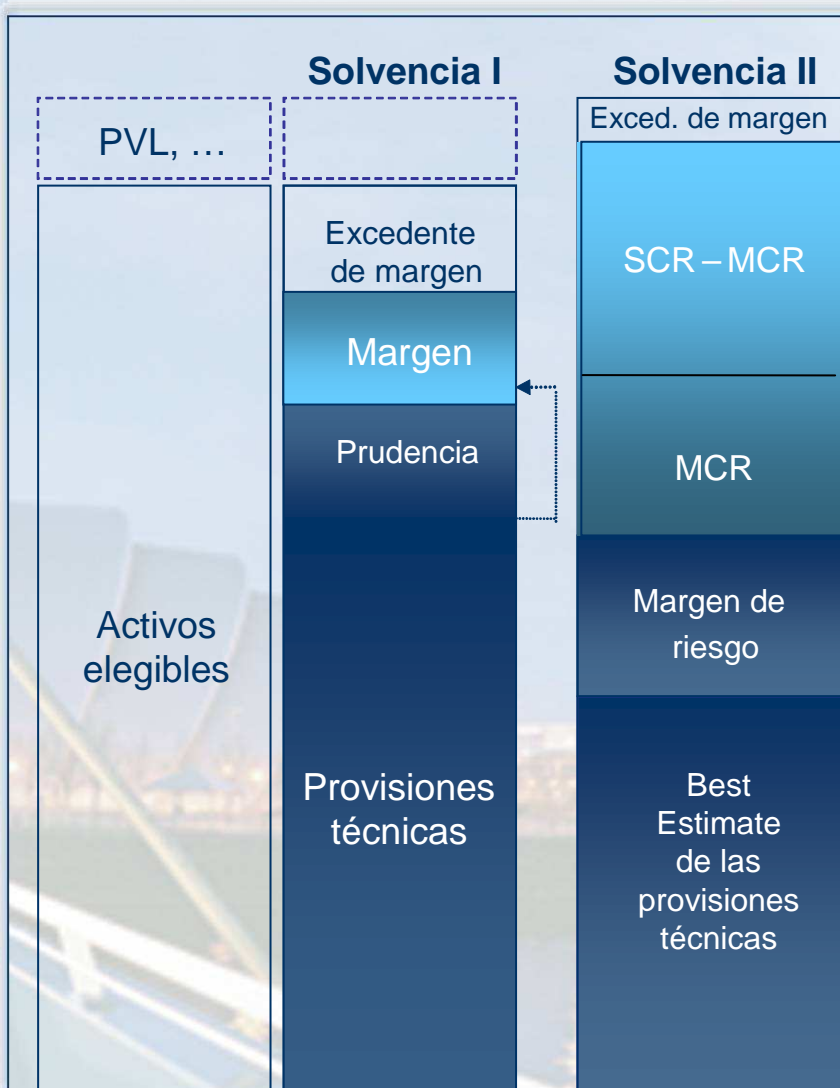 Solvencia I
Solvencia II
PVL, …
Activos
elegibles
Excedente
de margen
Margen
Prudencia
Provisiones
técnicas
Exced. de margen
SCR – MCR
MCR
Margen de
riesgo
Best
Estimate
de las
provisiones
técnicas